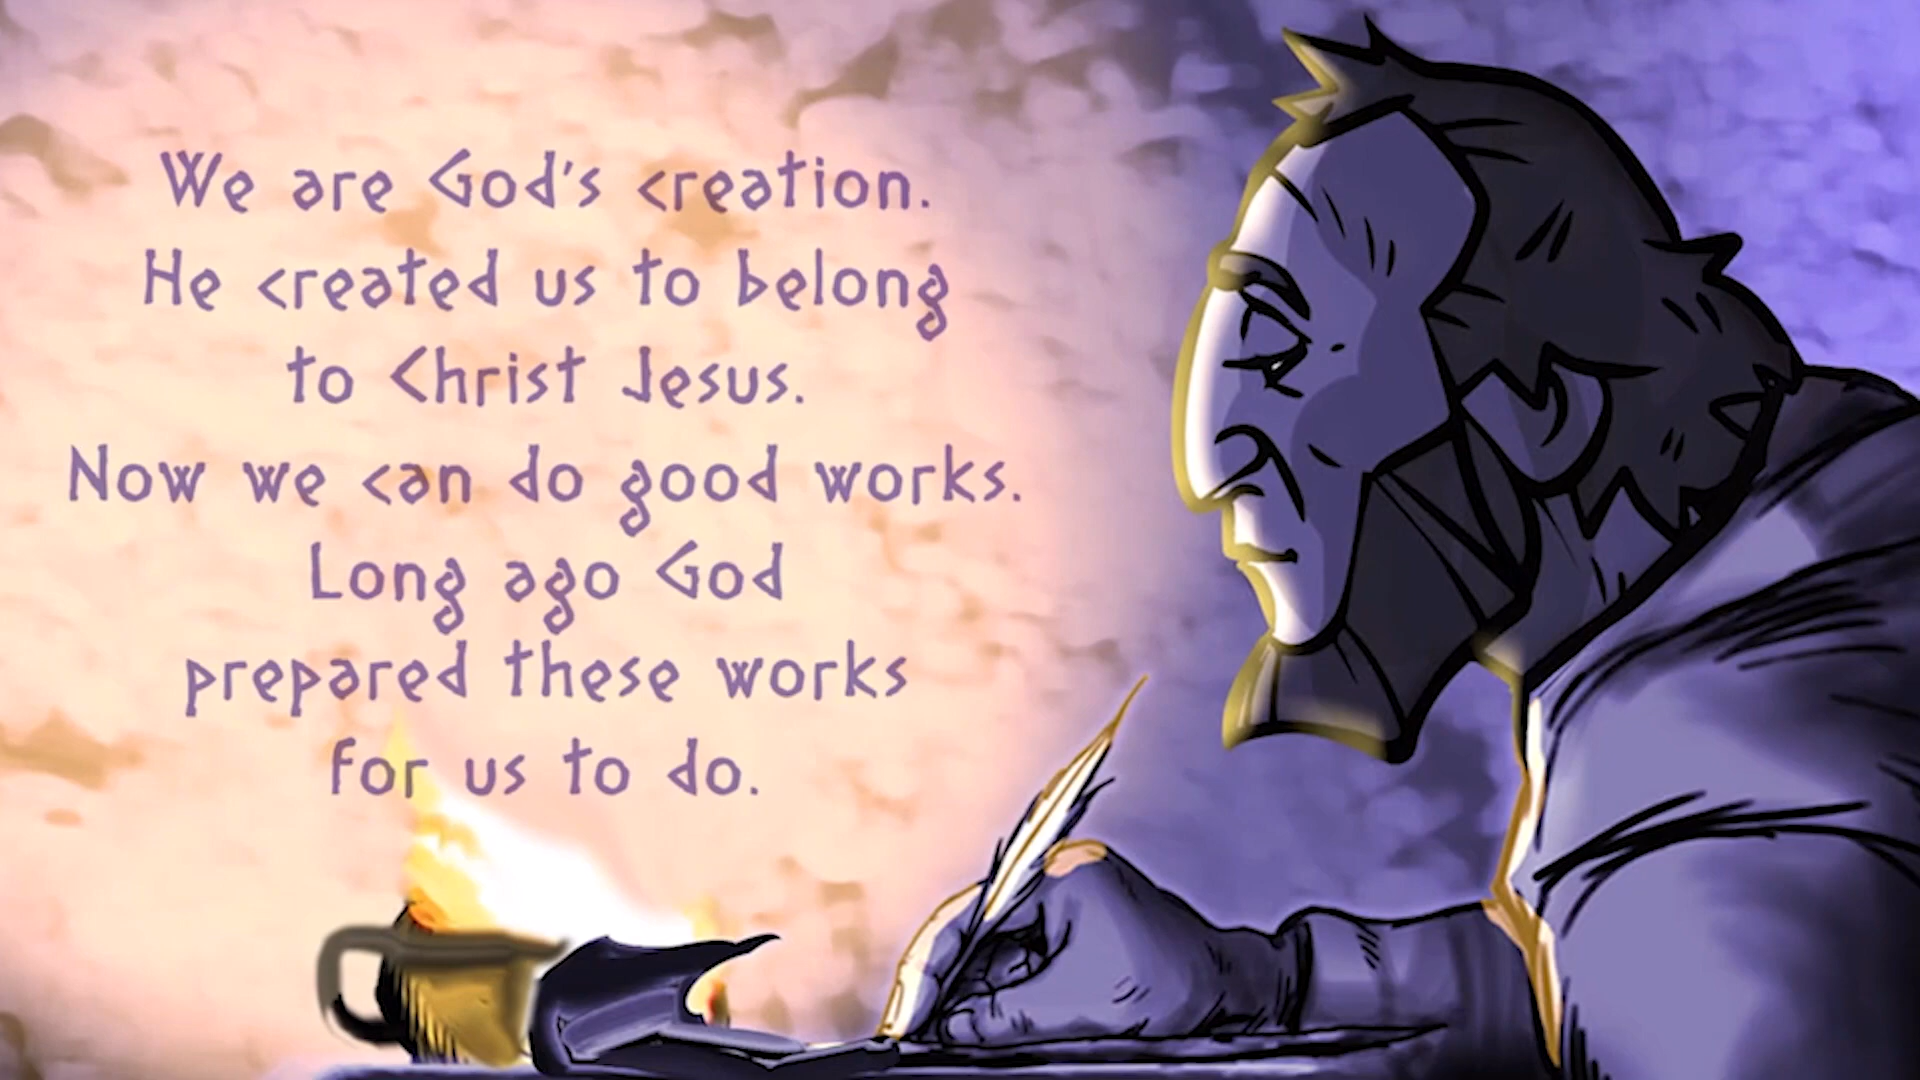 We are God's creation.
He created us to belong
to Christ Jesus.
Now we can do good works.
Long ago God
prepared these works
for us to do.